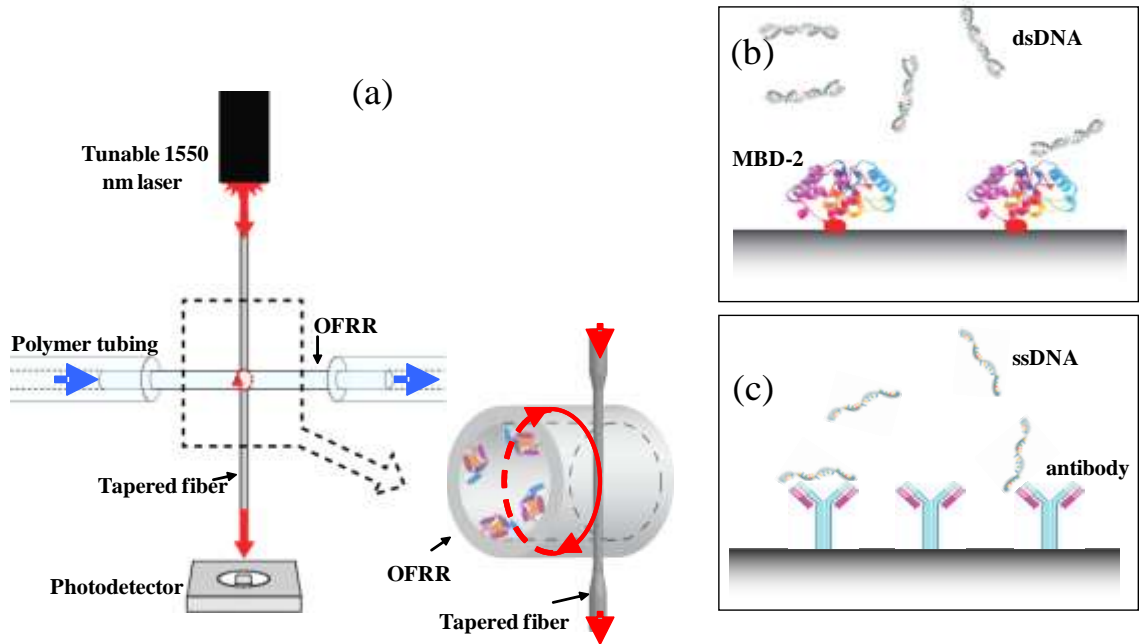 (a)
Tunable 1550
nm laser
OFRR
Polymer tubing
Tapered fiber
Photodetector
OFRR
Tapered fiber
(b)
dsDNA
MBD-2
(c)
ssDNA
antibody